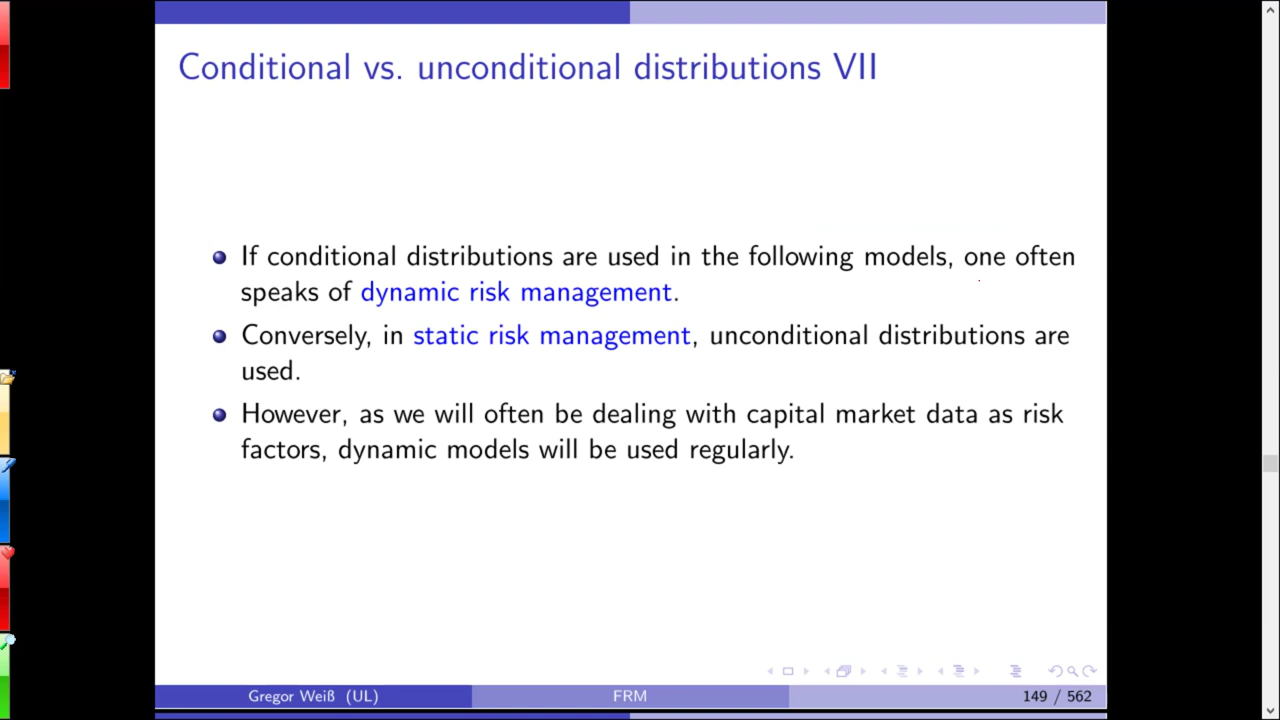 Conditional vs. unconditional distributions VII
If conditional distributions are used in the following models, one often
speaks of dynamic risk management.
Conversely, in static risk management, unconditional distributions are
used.
However, as we will often be dealing with capital market data as risk
factors, dynamic models will be used regularly.
Gregor Weiß (UL) FRM 149 / 562